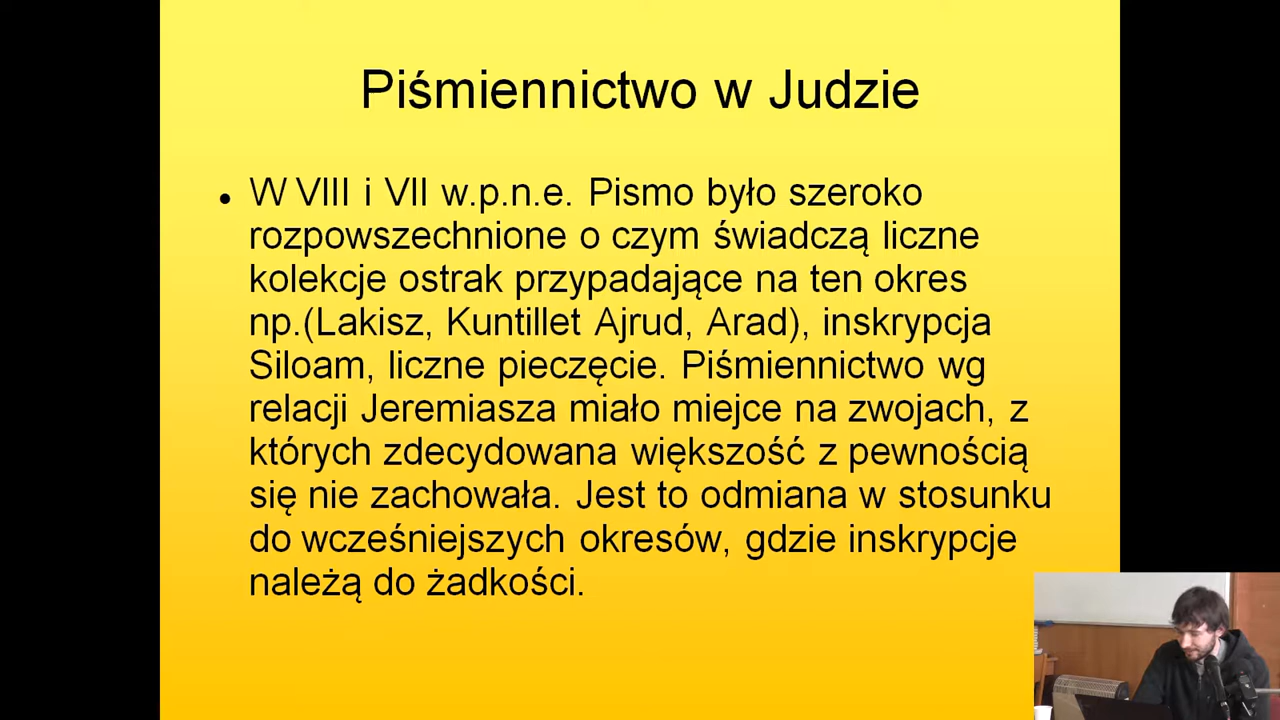 Piśmiennictwo w Judzie
• W VIII i VII w.p.n.e. Pismo było szeroko
rozpowszechnione o czym świadczą liczne
kolekcje ostrak przypadające na ten okres
np.(Lakisz, Kuntillet Ajrud, Arad), inskrypcja
Siloam, liczne pieczęcie. Piśmiennictwo wg
relacji Jeremiasza miało miejce na zwojach, z
których zdecydowana większość z pewnością
się nie zachowała. Jest to odmiana w stosunku
do wcześniejszych okresów, gdzie inskrypcje
należą do żadkości.